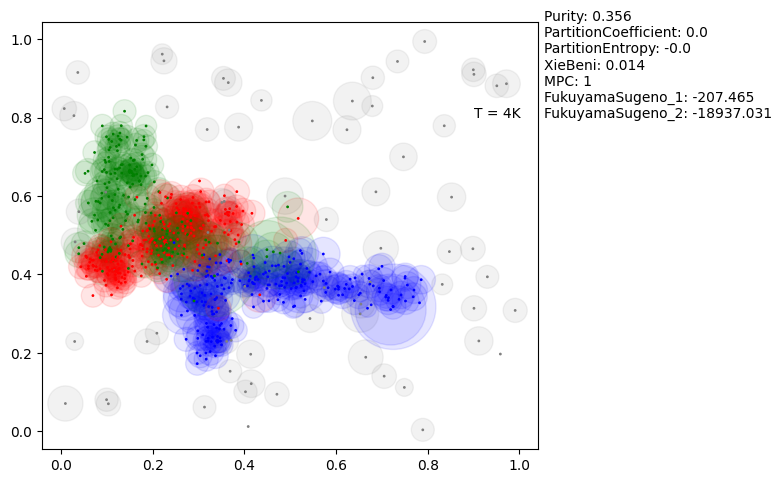 Purity: 0.356
PartitionCoefficient: 0.0
PartitionEntropy: -0.0
XieBeni: 0.014
MPC: 1
FukuyamaSugeno_1: -207.465
FukuyamaSugeno_2: -18937.031
T = 4K
1.0
0.8
0.6
0.4
0.2
0.0
0.0 0.2 0.4 0.6 0.8 1.0